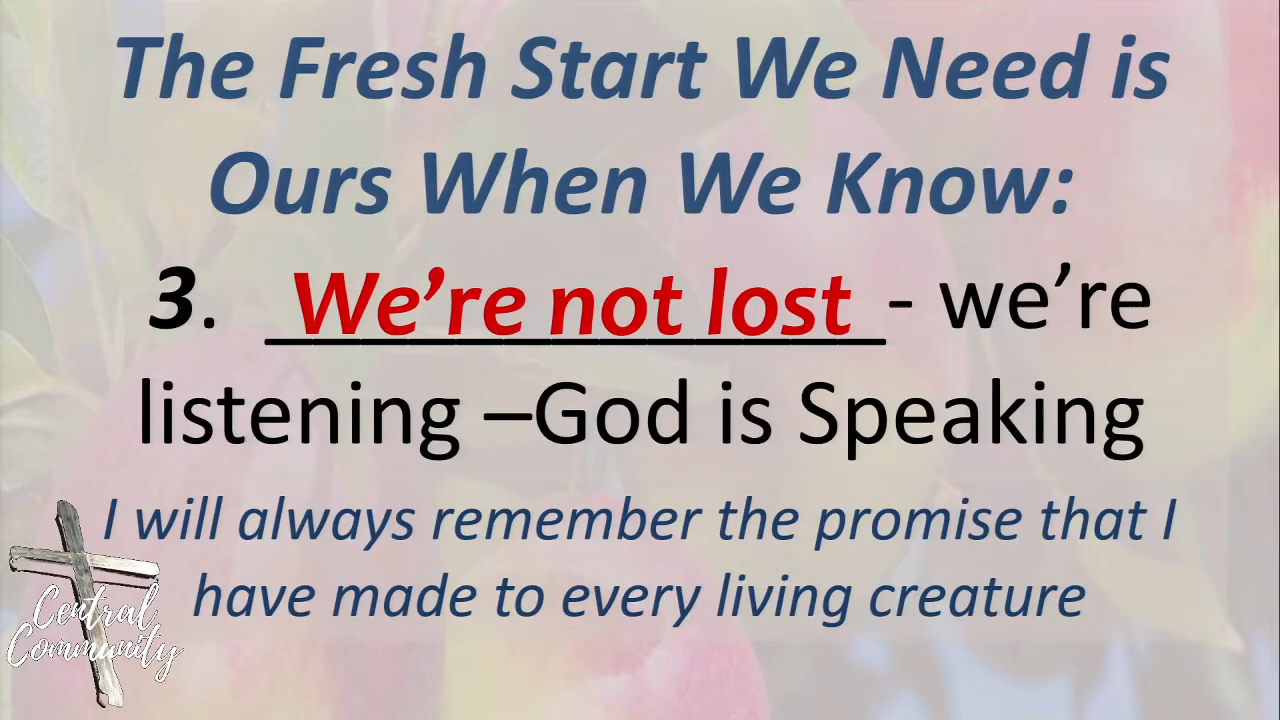 The Fresh Start We Need is
Ours When We Know:
3. We’re not lost - we’re
listening –God is Speaking
I will always remember the promise that I
have made to every living creature
Central
Community